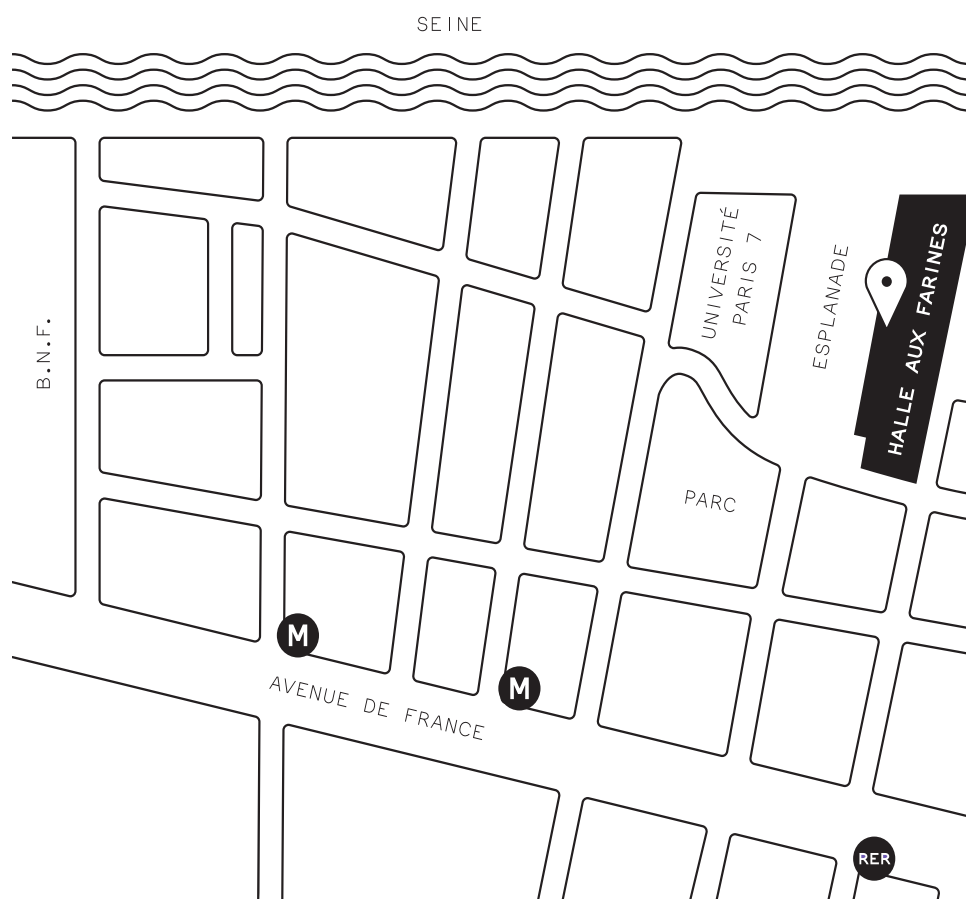 SEINE
UNIVERSITÉ
PARIS 7
ESPLANADE
HALLE AUX FARINES
B.N.F.
PARC
M
M
AVENUE DE FRANCE
RER